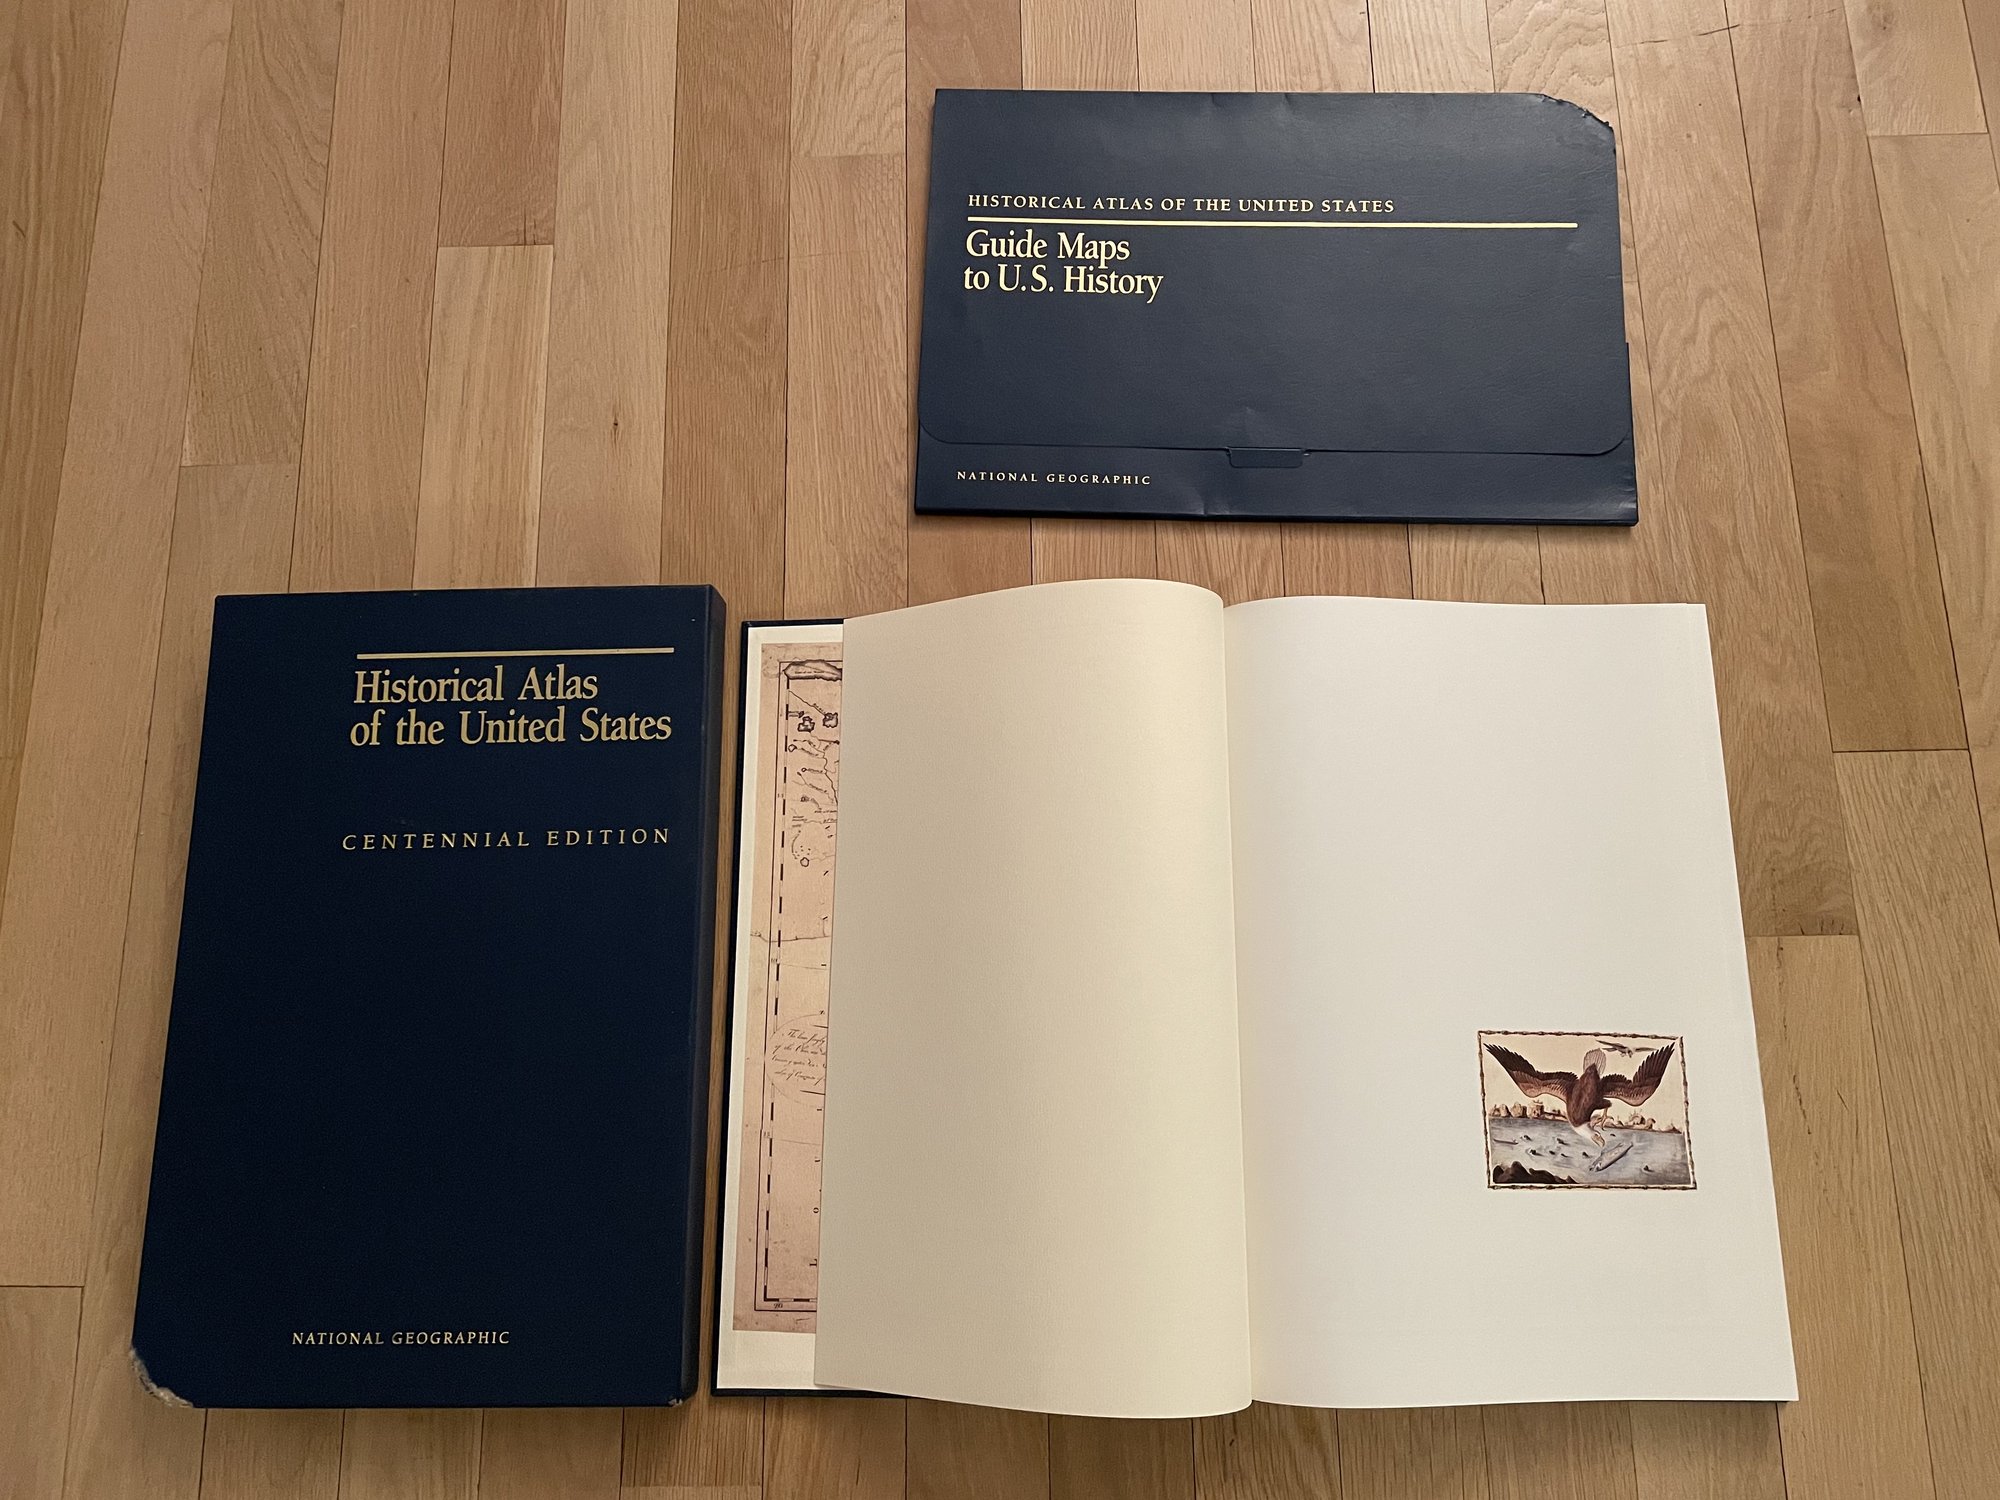 HISTORICAL ATLAS OF THE UNITED STATES
Guide Maps
to U.S. History
NATIONAL GEOGRAPHIC
Historical Atlas
of the United States
CENTENNIAL EDITION
NATIONAL GEOGRAPHIC